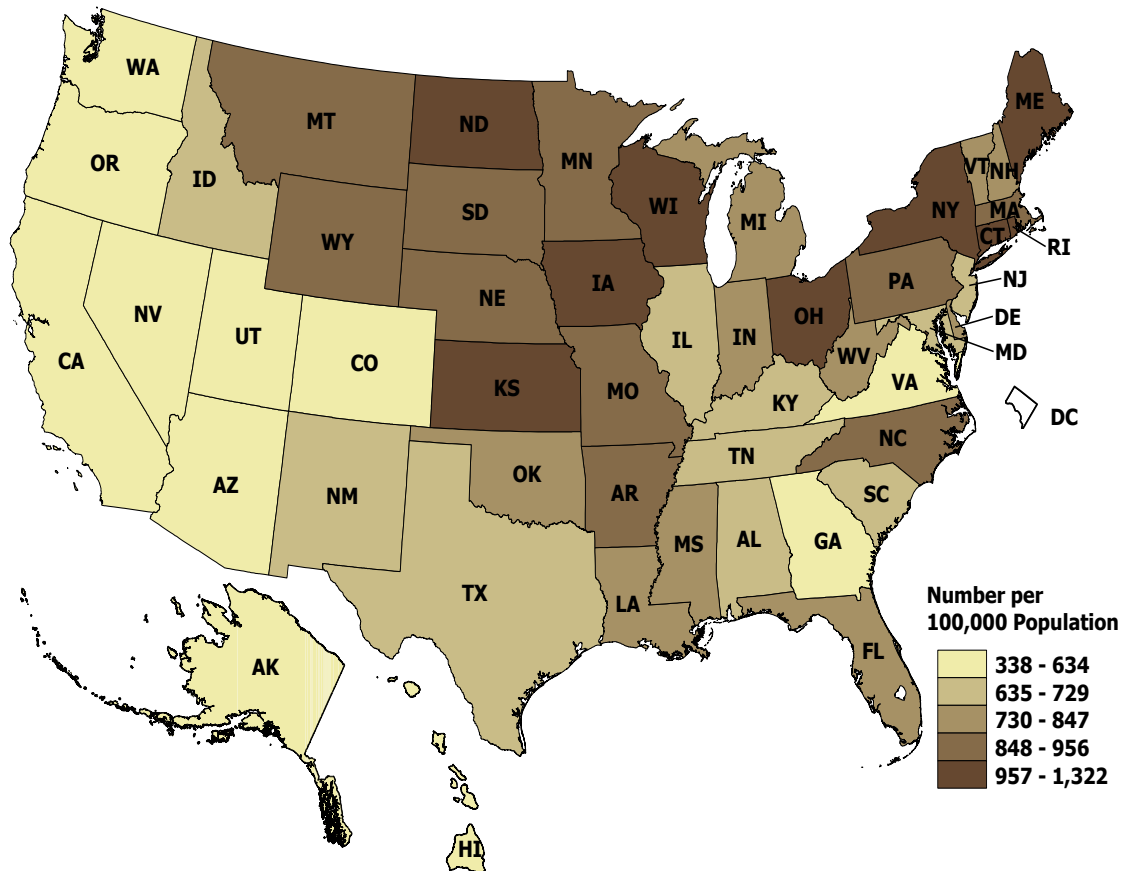 WA
MT
ND
ME
OR
ID
MN
VT
NH
SD
WI
NY
MA
WY
MI
CT
RI
IA
PA
NE
NJ
NV
OH
DE
UT
IL
IN
MD
CA
CO
WV
VA
KS
MO
KY
DC
NC
TN
OK
AZ
NM
AR
SC
MS
AL
GA
TX
LA
Number per
100,000 Population
FL
AK
338 - 634
635 - 729
730 - 847
848 - 956
957 - 1,322
HI